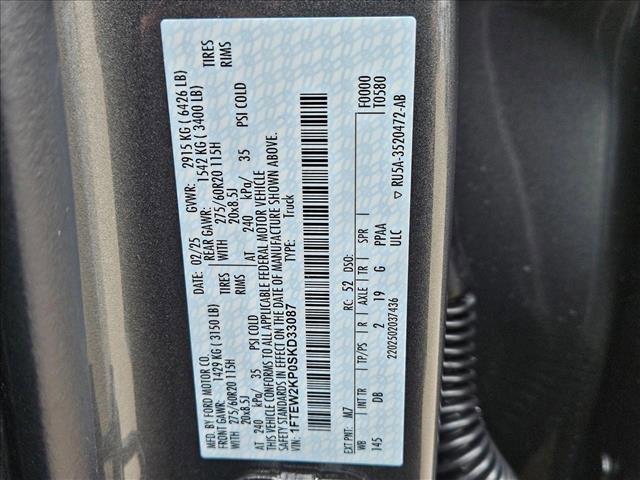 MFD. BY FORD MOTOR CO.
DATE: 02/25 GVWR: 2915 KG ( 6426 LB)
FRONT GAWR: 1429 KG ( 3150 LB) REAR GAWR: 1542 KG ( 3400 LB)
275/60R20 115H TIRES WITH 275/60R20 115H TIRES
20x8.5J RIMS 20x8.5J RIMS
AT 240 kPa/ 35 PSI COLD AT 240 kPa/ 35 PSI COLD
THIS VEHICLE CONFORMS TO ALL APPLICABLE FEDERAL MOTOR VEHICLE
SAFETY STANDARDS IN EFFECT ON THE DATE OF MANUFACTURE SHOWN ABOVE.
VIN: 1FTEW2KP0SKD33087 TYPE: Truck
F0000
T0580
EXT PNT: MZ RC: 52 DSO:
WB INT TR TP/PS R AXLE TR SPR
145 DB 2 19 G PPAA
ULC
2202502037436
▽ RU5A-3520472-AB